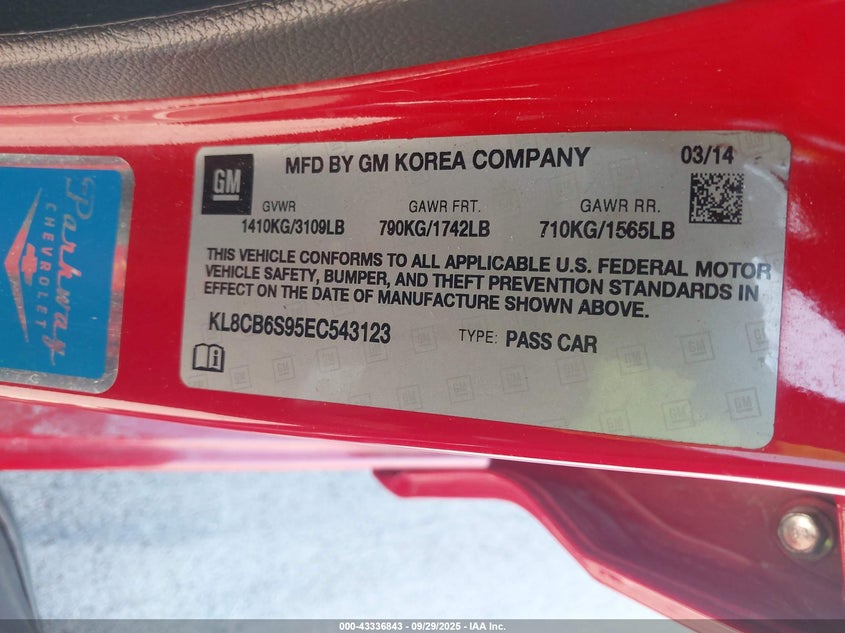 Parkway
CHEVROLET
GM
MFD BY GM KOREA COMPANY
03/14
GVWR
GAWR FRT.
GAWR RR.
1410KG/3109LB
790KG/1742LB
710KG/1565LB
THIS VEHICLE CONFORMS TO ALL APPLICABLE U.S. FEDERAL MOTOR
VEHICLE SAFETY, BUMPER, AND THEFT PREVENTION STANDARDS IN
EFFECT ON THE DATE OF MANUFACTURE SHOWN ABOVE.
KL8CB6S95EC543123
TYPE: PASS CAR
000-43336843 - 09/29/2025 - IAA Inc.